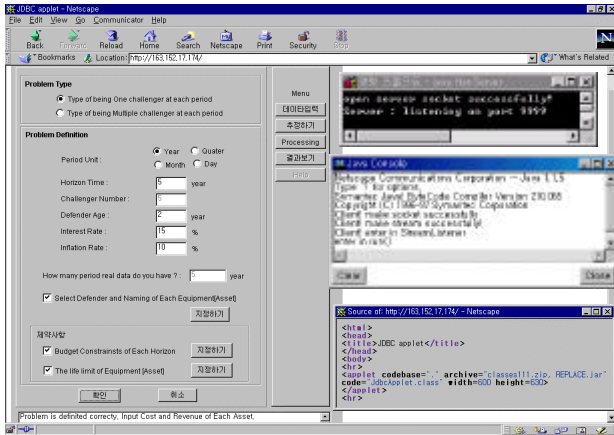 JDBC applet - Netscape
File Edit View Go Communicator Help
Back Forward Reload Home Search Netscape Print Security Stop
Bookmarks Location: http://163.152.17.174/ What's Related
Problem Type
Type of being One challenger at each period
Type of being Multiple challenger at each period
Problem Definition
Period Unit : Year Quater
Month Day
Horizon Time : 5 year
Challenger Number : 5
Defender Age : 2 year
Interest Rate : 15 %
Inflation Rate : 10 %
How many period real data do you have ? : 5 year
Select Defender and Naming of Each Equipment[Asset]
지정하기
제약사항
Budget Constrainsts of Each Horizon 지정하기
The life limit of Equipment [Asset] 지정하기
확인 취소
Problem is definited correcty, Input Cost and Revenue of Each Asset,
Menu
데이타입력
추정하기
Processing
결과보기
Help
Java Net Server
open server socket successfully!
Server : listening on port 9999
Java Console
Netscape Communications Corporation -- Java 1.1.5
Type '?' for options.
Symantec Java! ByteCode Compiler Version 210.065
Copyright (C) 1996-97 Symantec Corporation
Client make socket successfully
Client make stream successfully!
Client enter in StreamListener
enter in run()
Clear Close
Source of: http://163.152.17.174/ - Netscape
<html>
<head>
<title>JDBC applet</title>
</head>
<body>
<hr>
<applet codebase="." archive="classes111.zip, REPLACE.jar"
code="JdbcApplet.class" width=600 height=630>
</applet>
<hr>